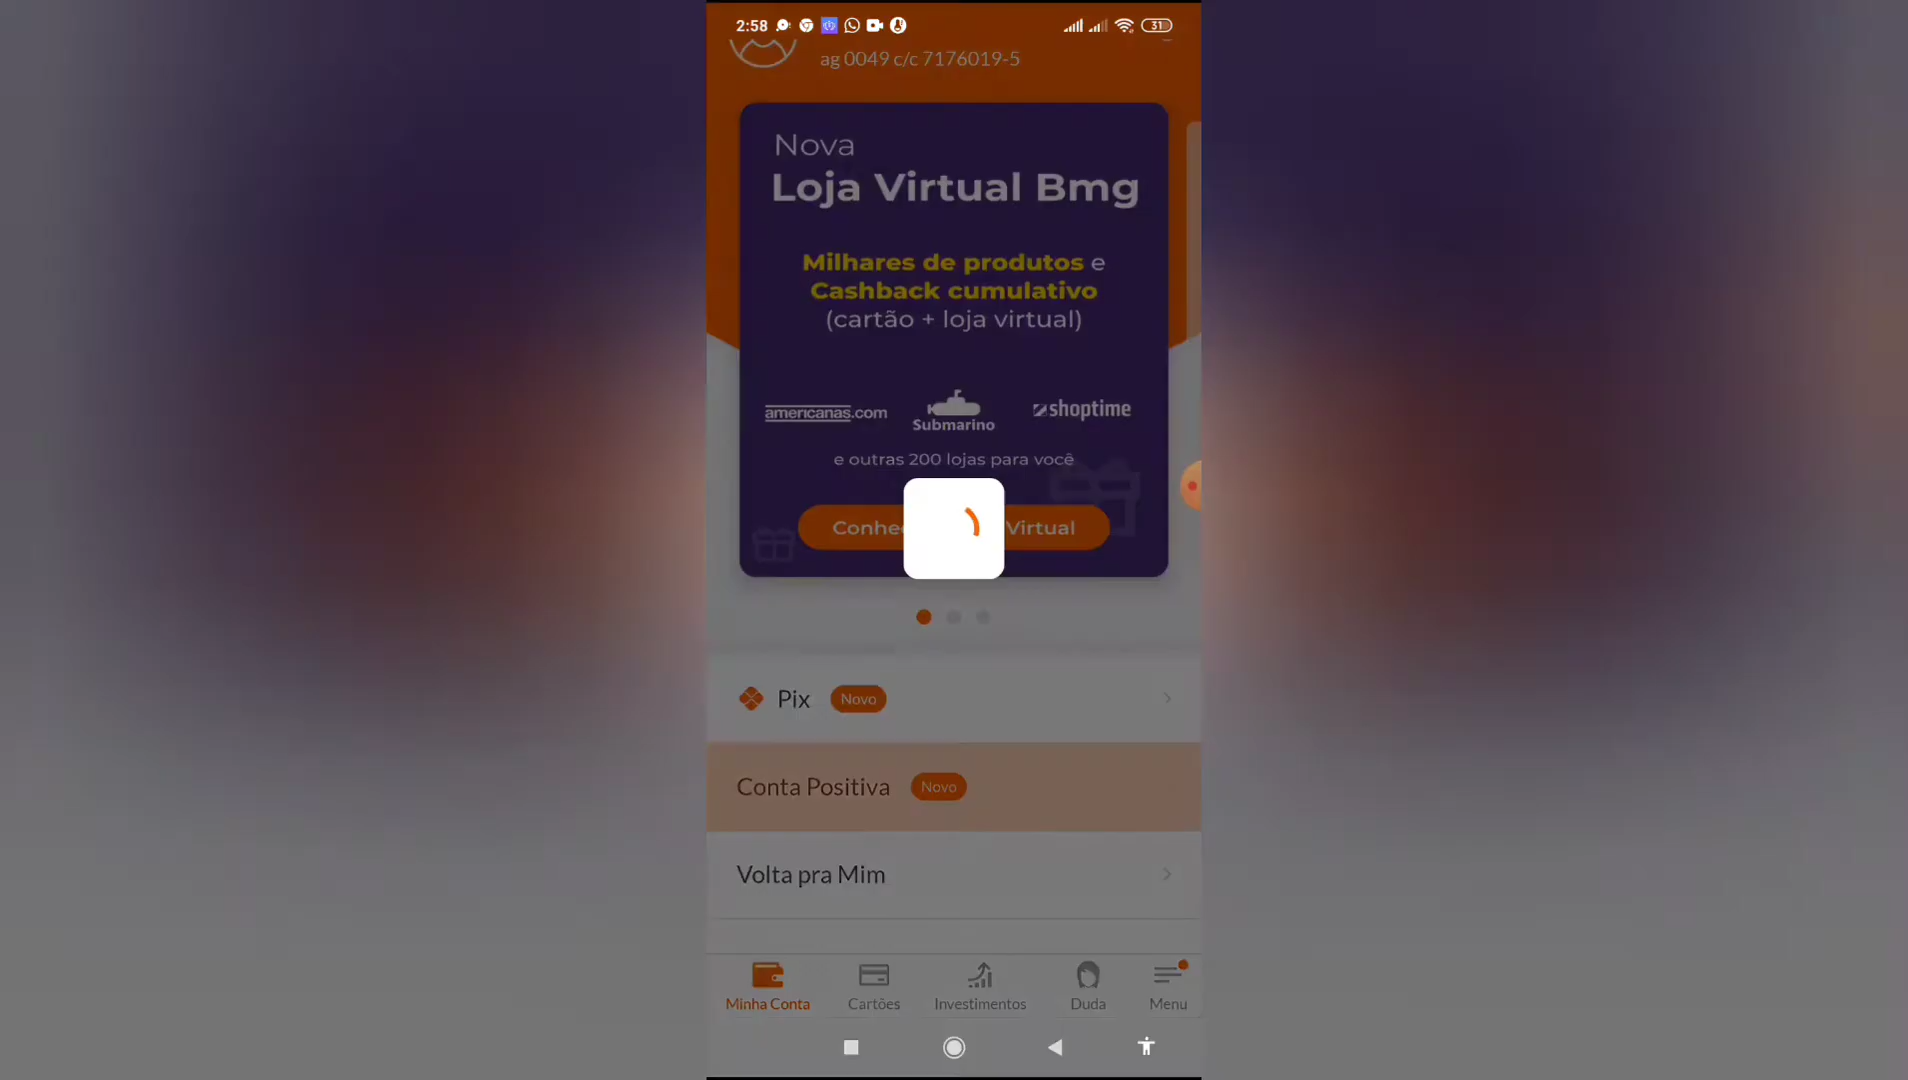 2:58
31
ag 0049 c/c 7176019-5
Nova
Loja Virtual Bmg
Milhares de produtos e
Cashback cumulativo
(cartão + loja virtual)
americanas.com
Submarino
shoptime
e outras 200 lojas para você
Conhe Virtual
Pix Novo
Conta Positiva Novo
Volta pra Mim
Minha Conta
Cartões
Investimentos
Duda
Menu